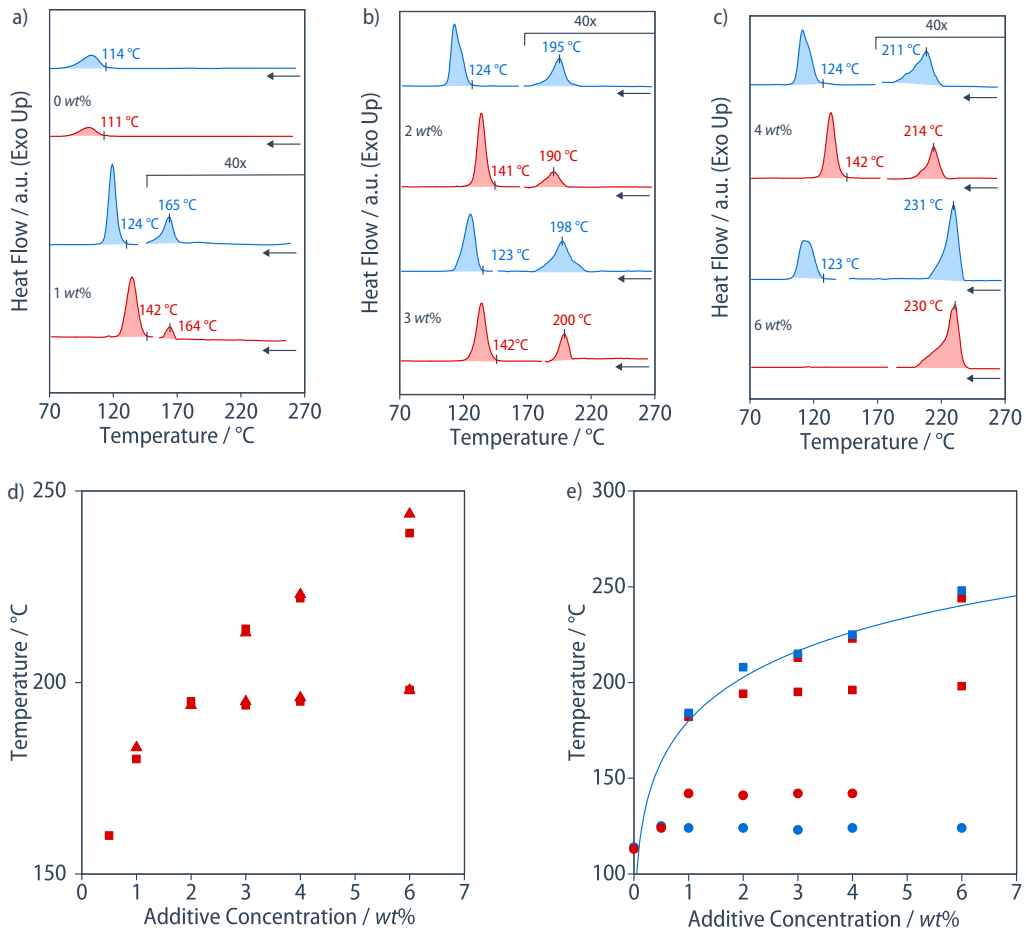 a)
Heat Flow / a.u. (Exo Up)
114 °C
0 wt%
111 °C
40x
124 °C
165 °C
1 wt%
142 °C
164 °C
70 120 170 220 270
Temperature / °C
b)
Heat Flow / a.u. (Exo Up)
40x
195 °C
124 °C
2 wt%
190 °C
141 °C
198 °C
123 °C
3 wt%
200 °C
142°C
70 120 170 220 270
Temperature / °C
c)
Heat Flow / a.u. (Exo Up)
40x
211 °C
124 °C
4 wt%
214 °C
142 °C
231 °C
123 °C
6 wt%
230 °C
70 120 170 220 270
Temperature / °C
d)
250
200
150
Temperature / °C
0 1 2 3 4 5 6 7
Additive Concentration / wt%
e)
300
250
200
150
100
Temperature / °C
0 1 2 3 4 5 6 7
Additive Concentration / wt%